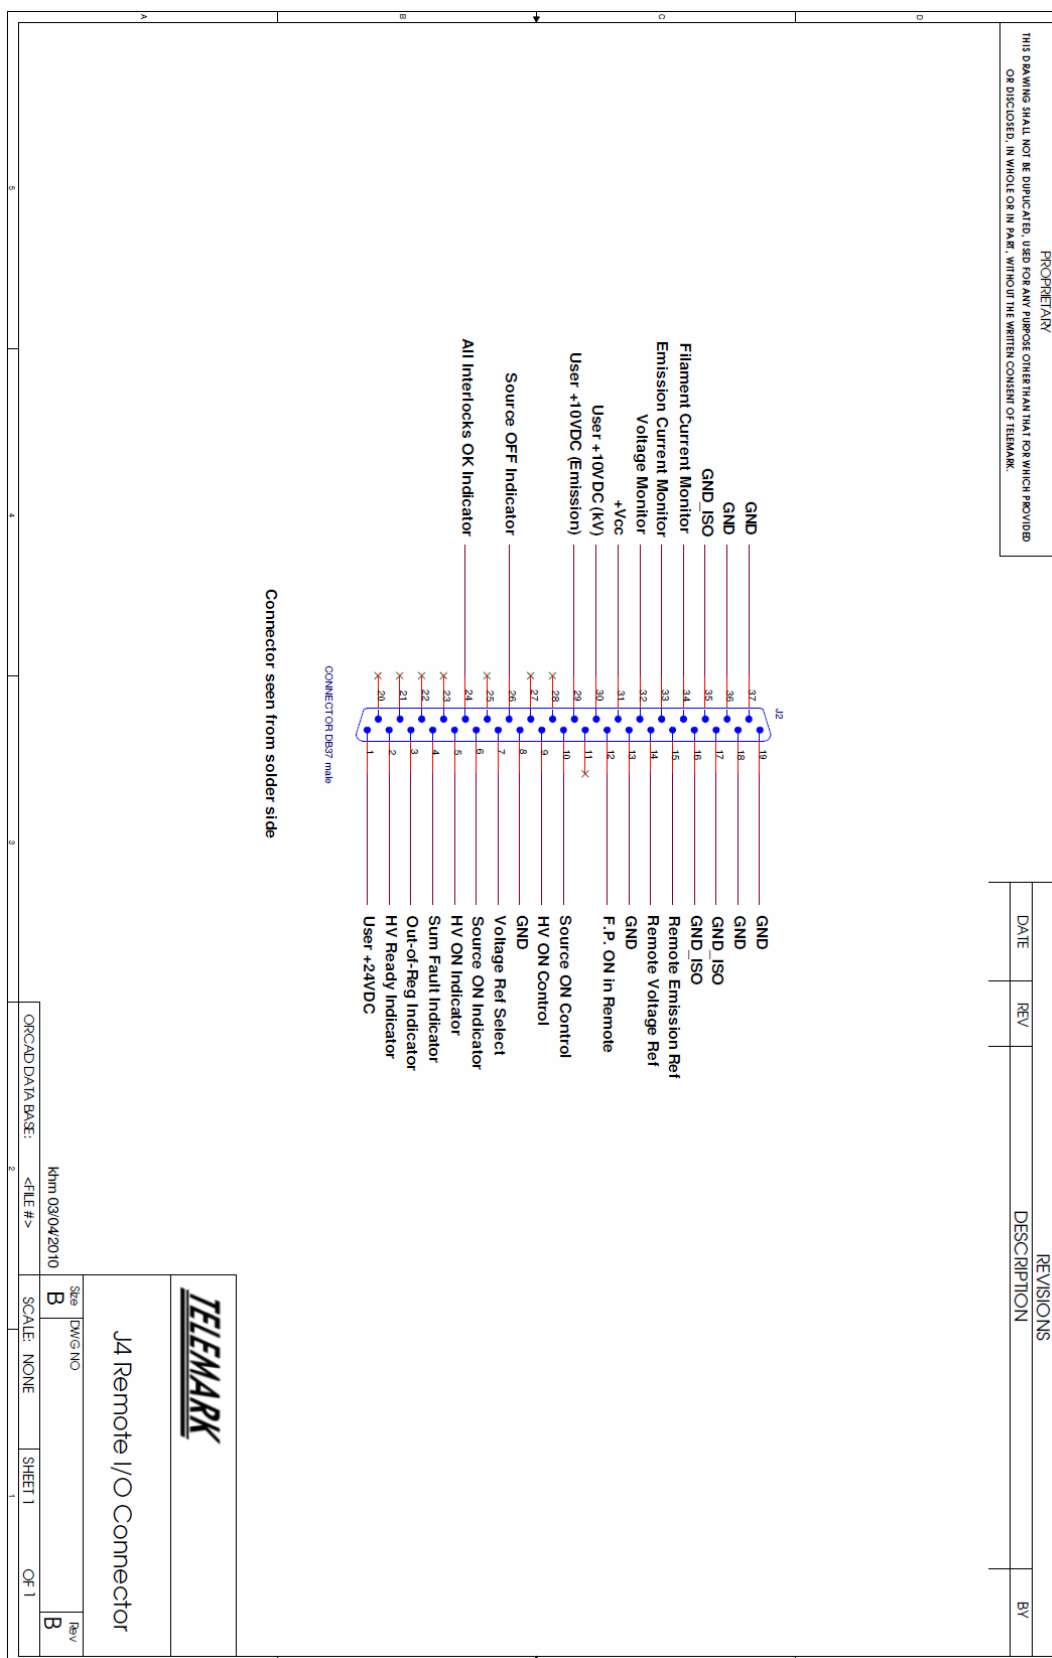 PROPRIETARY
THIS DRAWING SHALL NOT BE DUPLICATED, USED FOR ANY PURPOSE OTHER THAN THAT FOR WHICH PROVIDED
OR DISCLOSED, IN WHOLE OR IN PART, WITHOUT THE WRITTEN CONSENT OF TELEMARK.
REVISIONS
DATE
REV
DESCRIPTION
BY
D
C
B
A
5
4
3
2
1
J2
GND
GND
GND_ISO
Filament Current Monitor
Emission Current Monitor
Voltage Monitor
+Vcc
User +10VDC (kV)
User +10VDC (Emission)
Source OFF Indicator
All Interlocks OK Indicator
37
36
35
34
33
32
31
30
29
28
27
26
25
24
23
22
21
20
19
18
17
16
15
14
13
12
11
10
9
8
7
6
5
4
3
2
1
GND
GND
GND_ISO
GND_ISO
Remote Emission Ref
Remote Voltage Ref
GND
F.P. ON in Remote
Source ON Control
HV ON Control
GND
Voltage Ref Select
Source ON Indicator
HV ON Indicator
Sum Fault Indicator
Out-of-Reg Indicator
HV Ready Indicator
User +24VDC
CONNECTOR DB37 male
Connector seen from solder side
TELEMARK
J4 Remote I/O Connector
Size
B
DWG NO
Rev
B
khm 03/04/2010
ORCAD DATA BASE: <FILE #>
SCALE: NONE
SHEET 1 OF 1